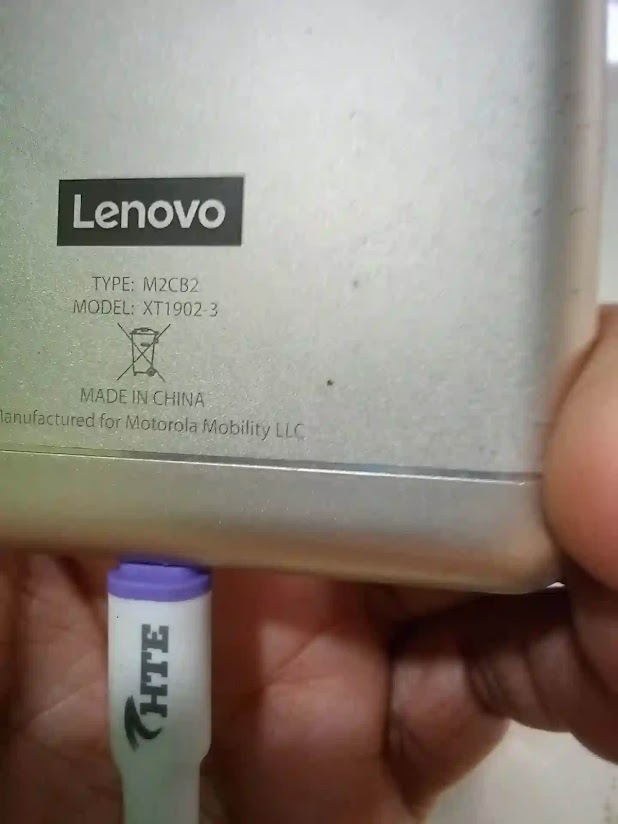 Lenovo
TYPE: M2CB2
MODEL: XT1902-3
MADE IN CHINA
Manufactured for Motorola Mobility LLC
HTE